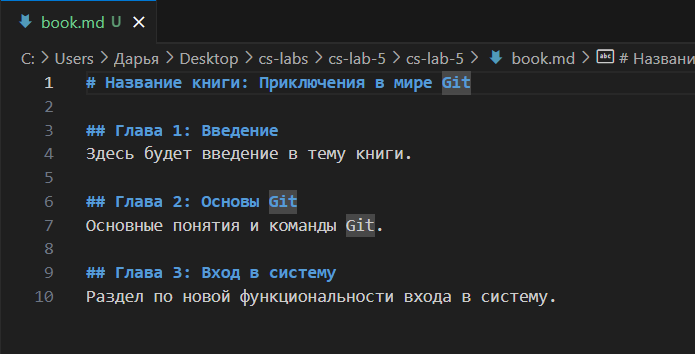 book.md U ×
C: > Users > Дарья > Desktop > cs-labs > cs-lab-5 > cs-lab-5 > book.md > abc # Названи
1 # Название книги: Приключения в мире Git
2
3 ## Глава 1: Введение
4 Здесь будет введение в тему книги.
5
6 ## Глава 2: Основы Git
7 Основные понятия и команды Git.
8
9 ## Глава 3: Вход в систему
10 Раздел по новой функциональности входа в систему.